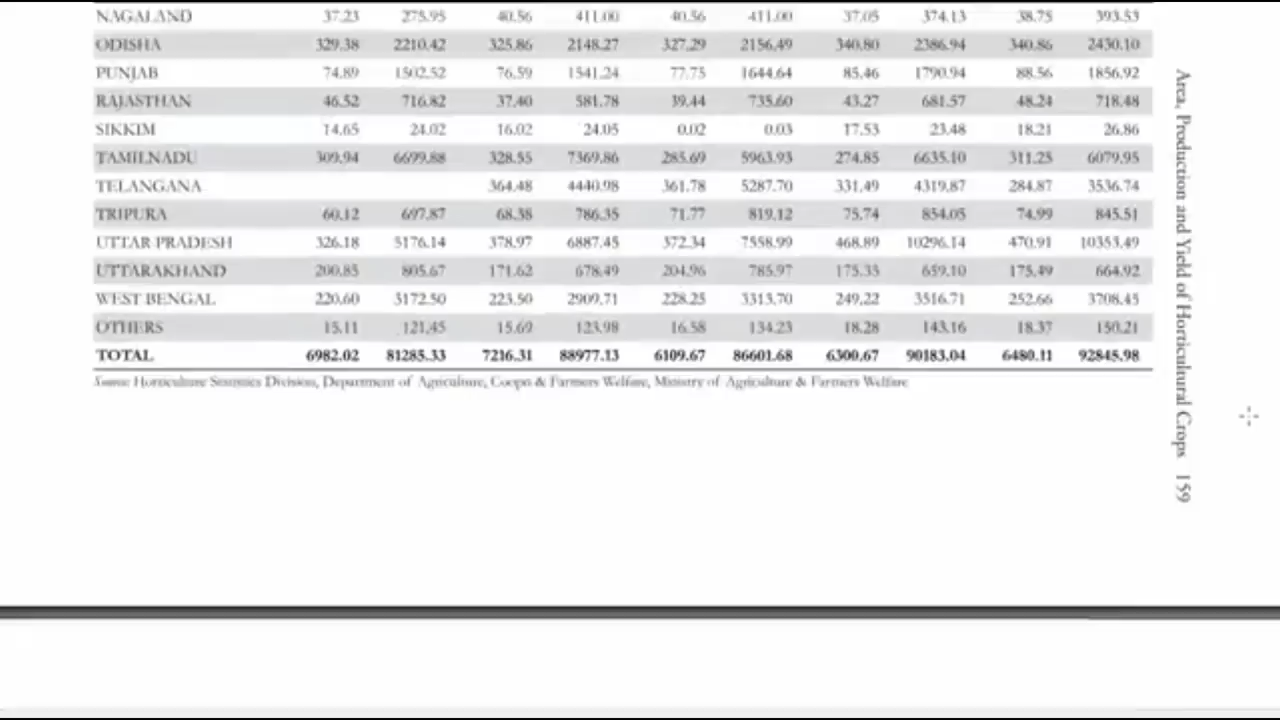 NAGALAND 37.23 275.95 40.56 411.00 40.56 411.00 37.05 374.13 38.75 393.53
ODISHA 329.38 2210.42 325.86 2148.27 327.29 2156.49 340.80 2386.94 340.86 2430.10
PUNJAB 74.89 1502.52 76.59 1541.24 77.75 1644.64 85.46 1790.94 88.56 1856.92
RAJASTHAN 46.52 716.82 37.40 581.78 39.44 735.60 43.27 681.57 48.24 718.48
SIKKIM 14.65 24.02 16.02 24.05 0.02 0.03 17.53 23.48 18.21 26.86
TAMILNADU 309.94 6699.88 328.55 7369.86 285.69 5963.93 274.85 6635.10 311.25 6079.95
TELANGANA 364.48 4440.98 361.78 5287.70 331.49 4319.87 284.87 3536.74
TRIPURA 60.12 697.87 68.38 786.35 71.77 819.12 75.74 854.05 74.99 845.51
UTTAR PRADESH 326.18 5176.14 378.97 6887.45 372.34 7558.99 468.89 10296.14 470.91 10353.49
UTTARAKHAND 200.85 805.67 171.62 678.49 204.96 785.97 175.35 659.10 175.49 664.92
WEST BENGAL 220.60 3172.50 223.50 2909.71 228.25 3313.70 249.22 3516.71 252.66 3708.45
OTHERS 15.11 121.45 15.69 123.98 16.58 134.23 18.28 143.16 18.37 150.21
TOTAL 6982.02 81285.33 7216.31 88977.13 6109.67 86601.68 6300.67 90183.04 6480.11 92845.98
Source: Horticulture Statistics Division, Department of Agriculture, Coopn & Farmers Welfare, Ministry of Agriculture & Farmers Welfare
Area, Production and Yield of Horticultural Crops 159